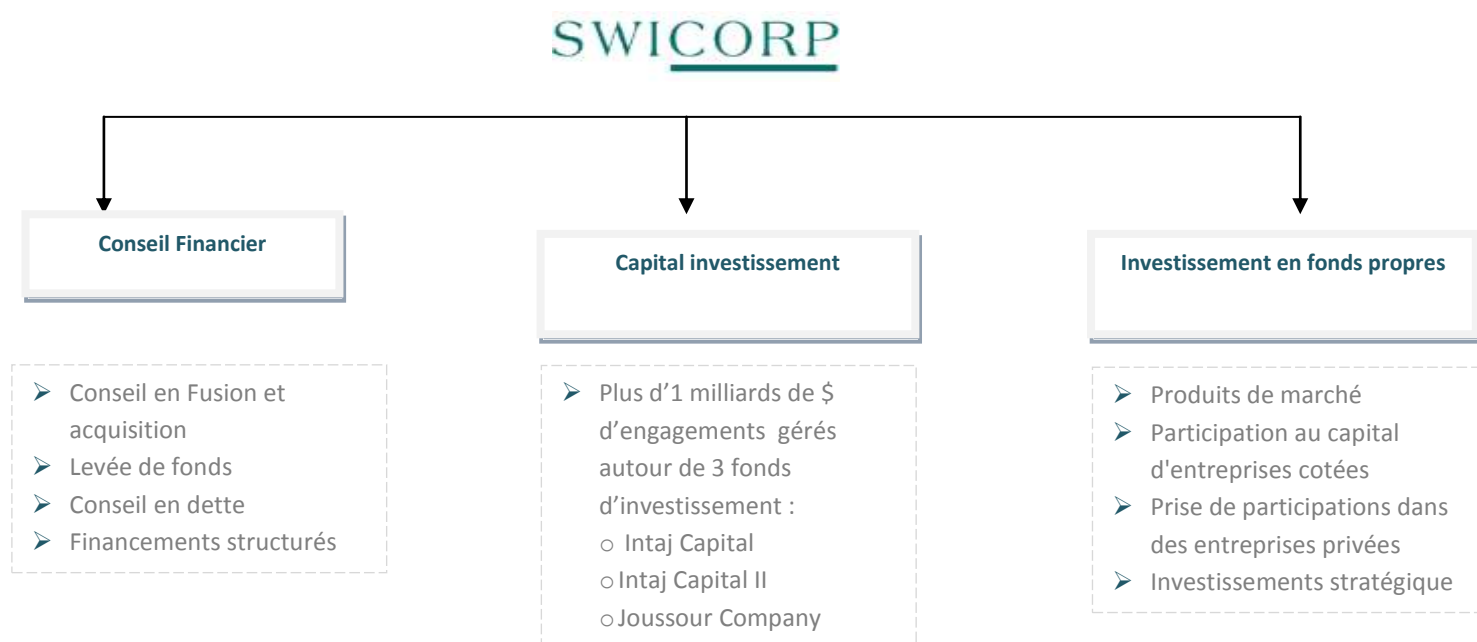 SWICORP
Conseil Financier
➢ Conseil en Fusion et
acquisition
➢ Levée de fonds
➢ Conseil en dette
➢ Financements structurés
Capital investissement
➢ Plus d’1 milliards de $
d’engagements gérés
autour de 3 fonds
d’investissement :
o Intaj Capital
o Intaj Capital II
o Joussour Company
Investissement en fonds propres
➢ Produits de marché
➢ Participation au capital
d'entreprises cotées
➢ Prise de participations dans
des entreprises privées
➢ Investissements stratégique